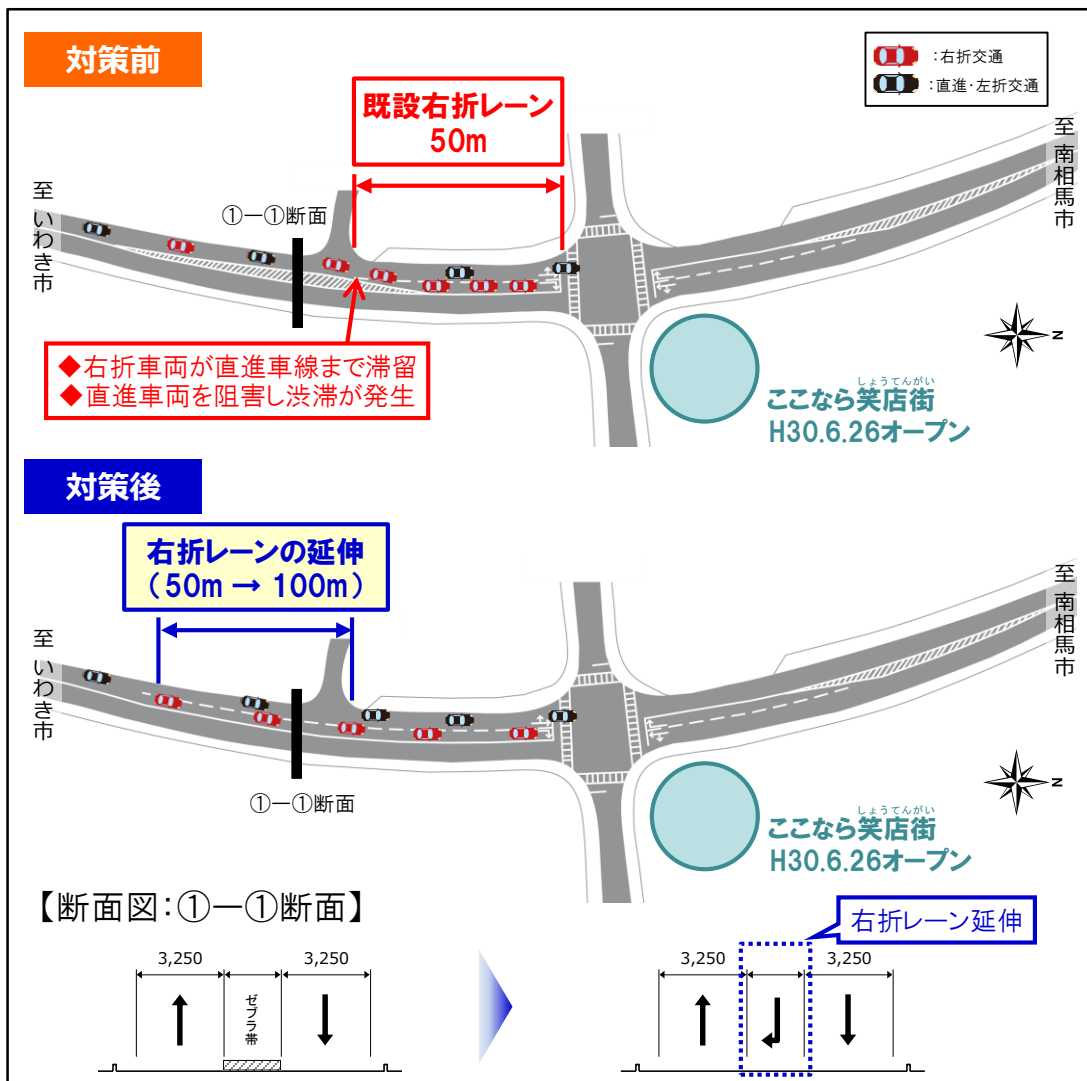 対策前
:右折交通
:直進・左折交通
既設右折レーン
50m
至 南相馬市
至 いわき市
①ー①断面
◆右折車両が直進車線まで滞留
◆直進車両を阻害し渋滞が発生
N
しょうてんがい
ここなら笑店街
H30.6.26オープン
対策後
右折レーンの延伸
(50m → 100m)
至 南相馬市
至 いわき市
①ー①断面
N
しょうてんがい
ここなら笑店街
H30.6.26オープン
【断面図:①ー①断面】
右折レーン延伸
3,250
3,250
ゼブラ帯
3,250
3,250